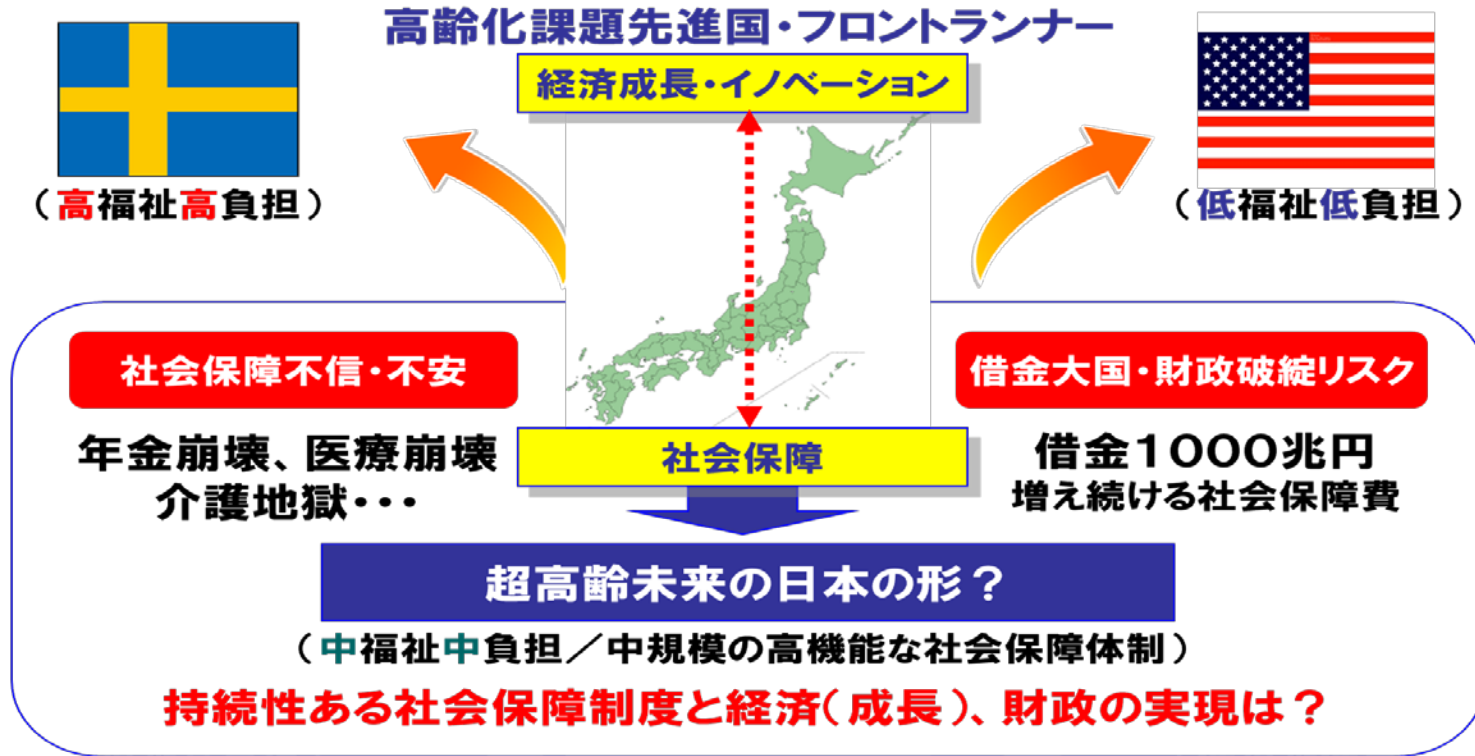 高齢化課題先進国・フロントランナー
経済成長・イノベーション
（高福祉高負担）
（低福祉低負担）
社会保障不信・不安
借金大国・財政破綻リスク
年金崩壊、医療崩壊
介護地獄・・・
社会保障
借金１０００兆円
増え続ける社会保障費
超高齢未来の日本の形？
（中福祉中負担／中規模の高機能な社会保障体制）
持続性ある社会保障制度と経済（成長）、財政の実現は？